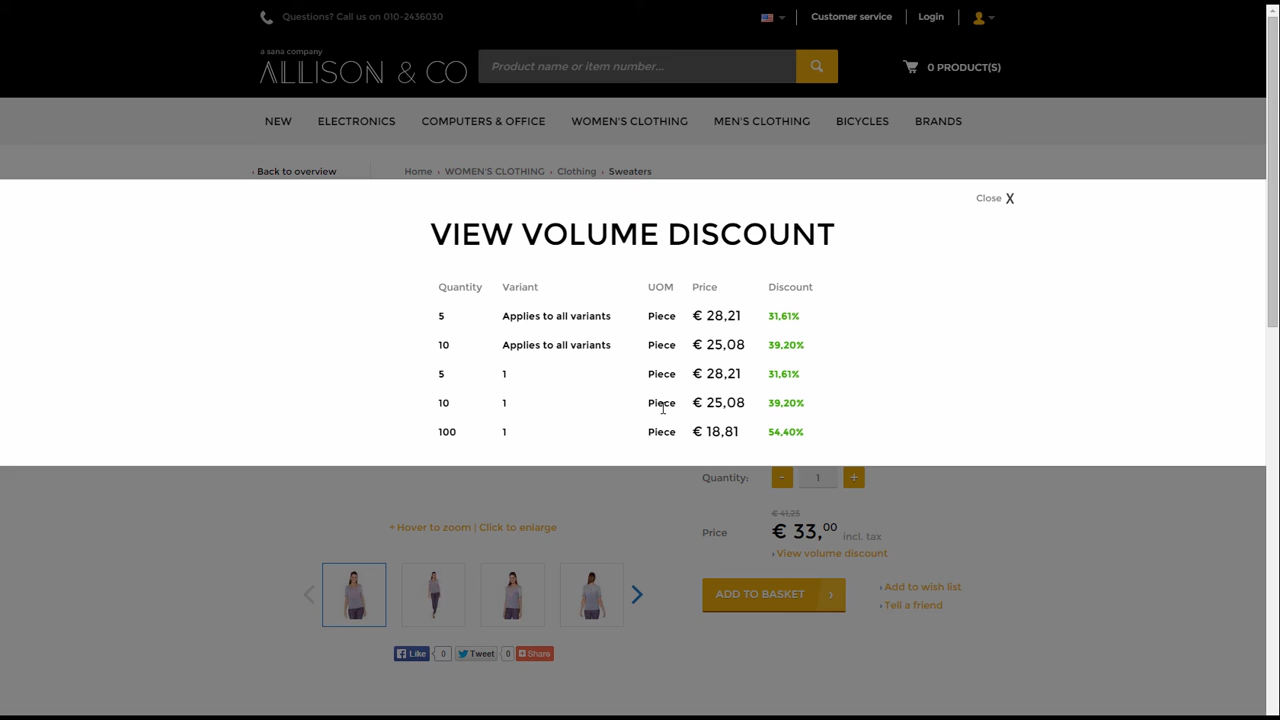 Questions? Call us on 010-2436030
Customer service
Login
a sana company
ALLISON & CO
Product name or item number...
0 PRODUCT(S)
NEW ELECTRONICS COMPUTERS & OFFICE WOMEN'S CLOTHING MEN'S CLOTHING BICYCLES BRANDS
‹ Back to overview
Home › WOMEN'S CLOTHING › Clothing › Sweaters
Close X
VIEW VOLUME DISCOUNT
Quantity Variant UOM Price Discount
5 Applies to all variants Piece € 28,21 31,61%
10 Applies to all variants Piece € 25,08 39,20%
5 1 Piece € 28,21 31,61%
10 1 Piece € 25,08 39,20%
100 1 Piece € 18,81 54,40%
Quantity: - 1 +
€ 41,25
Price € 33,00 incl. tax
› View volume discount
+ Hover to zoom | Click to enlarge
ADD TO BASKET ›
› Add to wish list
› Tell a friend
Like 0 Tweet 0 Share